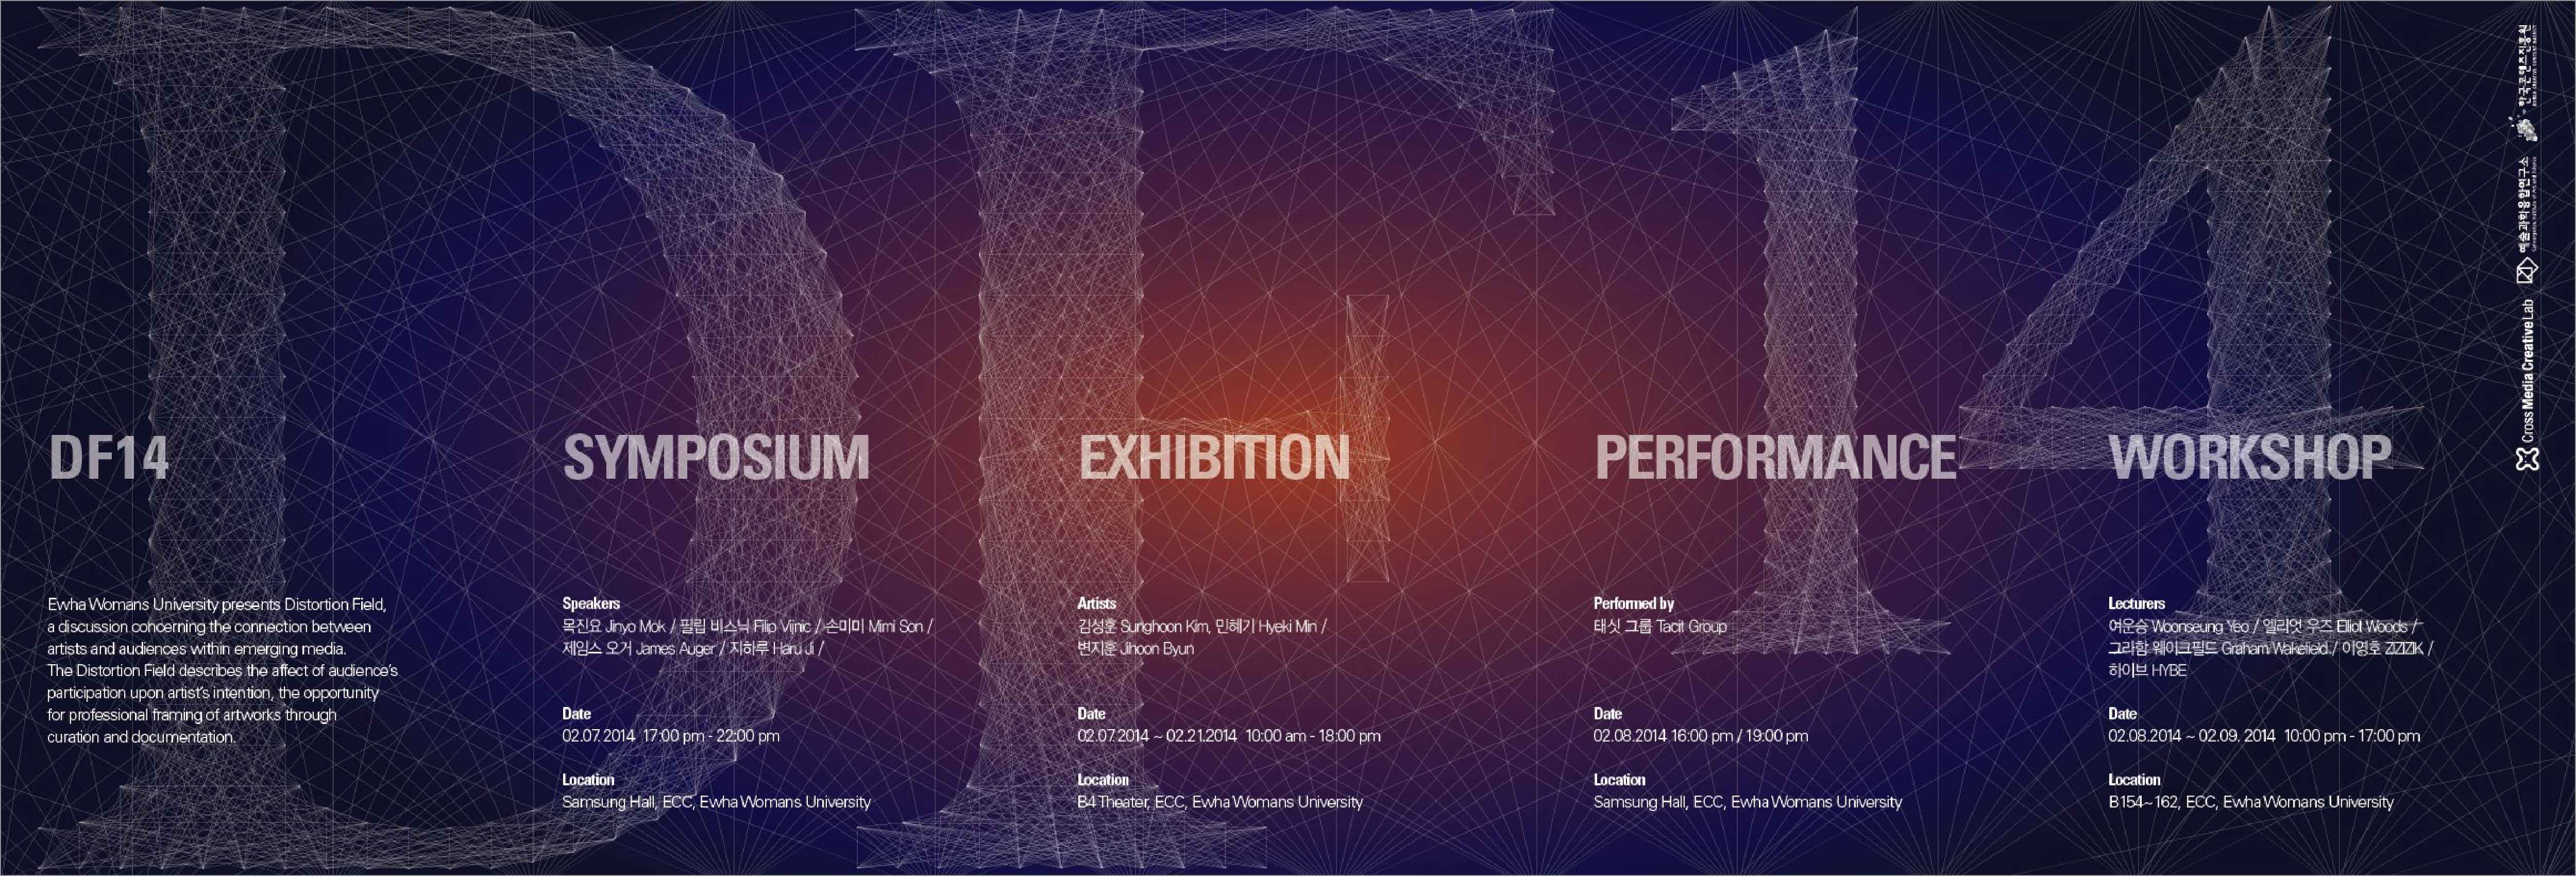 DF14
Ewha Womans University presents Distortion Field,
a discussion concerning the connection between
artists and audiences within emerging media.
The Distortion Field describes the affect of audience's
participation upon artist's intention, the opportunity
for professional framing of artworks through
curation and documentation.
SYMPOSIUM
Speakers
목진요 Jinyo Mok / 필립 비스닉 Filip Vijnic / 손미미 Mimi Son /
제임스 오거 James Auger / 지하루 Haru Ji /
Date
02.07. 2014 17:00 pm - 22:00 pm
Location
Samsung Hall, ECC, Ewha Womans University
EXHIBITION
Artists
김성훈 Sunghoon Kim, 민혜기 Hyeki Min /
변지훈 Jihoon Byun
Date
02.07.2014 ~ 02.21.2014 10:00 am - 18:00 pm
Location
B4 Theater, ECC, Ewha Womans University
PERFORMANCE
Performed by
태싯 그룹 Tacit Group
Date
02.08.2014 16:00 pm / 19:00 pm
Location
Samsung Hall, ECC, Ewha Womans University
WORKSHOP
Lecturers
여운승 Woonseung Yeo / 엘리엇 우즈 Elliot Woods /
그라함 웨이크필드 Graham Wakefield / 이영호 ZIZIZIK /
하이브 HYBE
Date
02.08.2014 ~ 02.09. 2014 10:00 pm - 17:00 pm
Location
B154~162, ECC, Ewha Womans University
Cross Media Creative Lab
예술과학융합연구소
한국콘텐츠진흥원